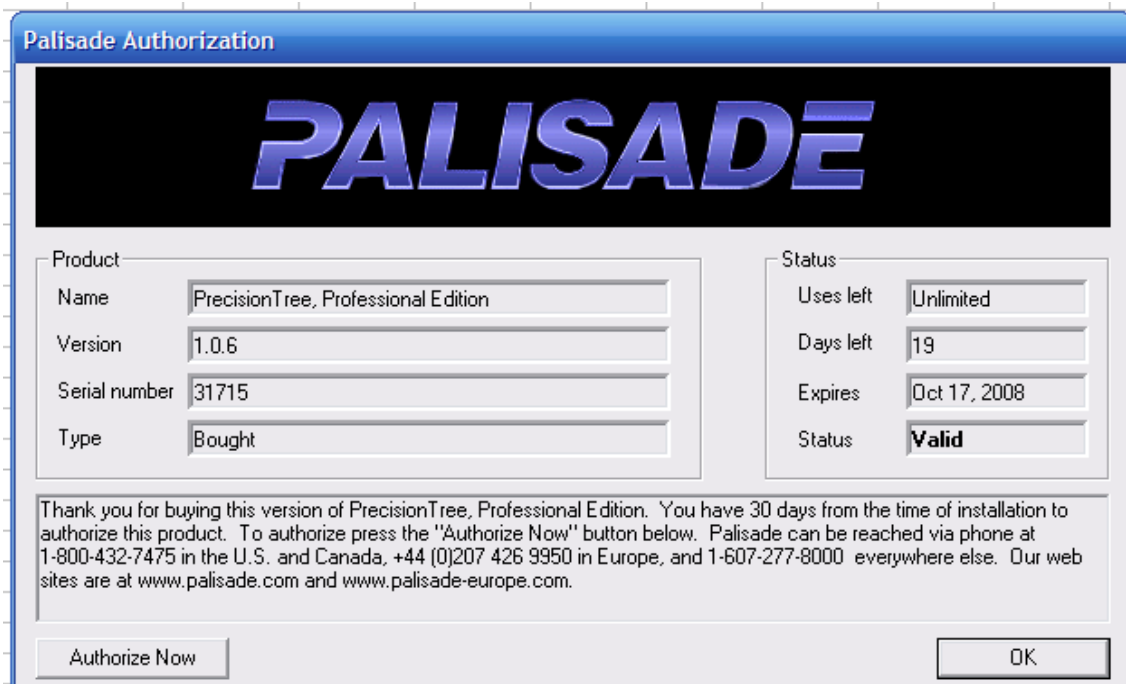 Palisade Authorization
PALISADE
Product
Name PrecisionTree, Professional Edition
Version 1.0.6
Serial number 31715
Type Bought
Status
Uses left Unlimited
Days left 19
Expires Oct 17, 2008
Status Valid
Thank you for buying this version of PrecisionTree, Professional Edition.  You have 30 days from the time of installation to
authorize this product.  To authorize press the "Authorize Now" button below.  Palisade can be reached via phone at
1-800-432-7475 in the U.S. and Canada, +44 (0)207 426 9950 in Europe, and 1-607-277-8000  everywhere else.  Our web
sites are at www.palisade.com and www.palisade-europe.com.
Authorize Now
OK